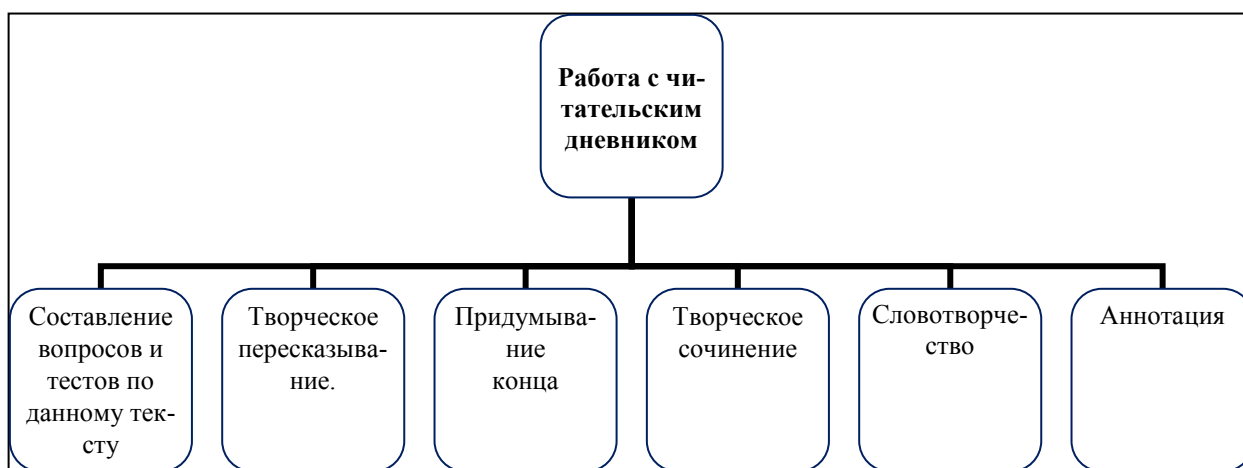 Работа с чи-
тательским
дневником
Составление
вопросов и
тестов по
данному тек-
сту
Творческое
пересказыва-
ние.
Придумыва-
ние
конца
Творческое
сочинение
Словотворче-
ство
Аннотация